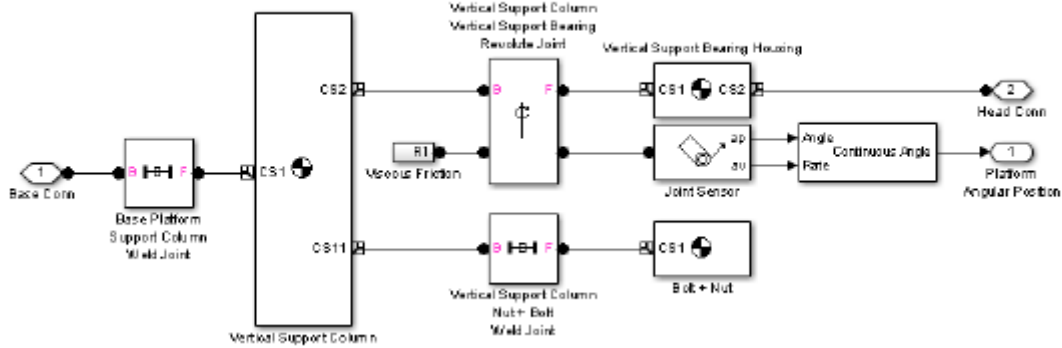 Vertical Support Column
Vertical Support Bearing
Revolute Joint
Vertical Support Bearing Housing
CS2
B
F
CS1
CS2
2
Head Conn
R1
Viscous Friction
ap
av
Joint Sensor
Angle
Rate
Continuous Angle
1
Platform
Angular Position
1
Base Conn
B
F
Base Platform
Support Column
Weld Joint
CS1
CS11
Vertical Support Column
B
F
Vertical Support Column
Nut + Bolt
Weld Joint
CS1
Bolt + Nut